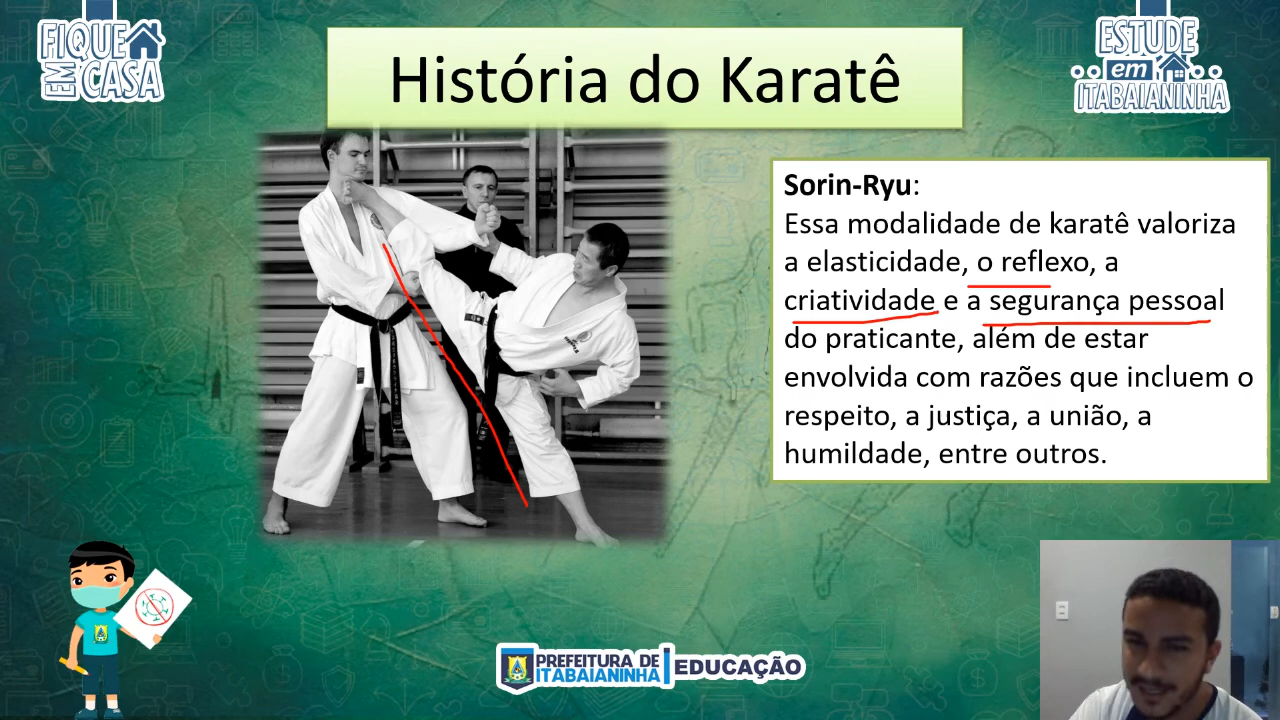 FIQUE
EM
CASA
História do Karatê
ESTUDE
em
ITABAIANINHA
Sorin-Ryu:
Essa modalidade de karatê valoriza
a elasticidade, o reflexo, a
criatividade e a segurança pessoal
do praticante, além de estar
envolvida com razões que incluem o
respeito, a justiça, a união, a
humildade, entre outros.
PREFEITURA DE
ITABAIANINHA
EDUCAÇÃO